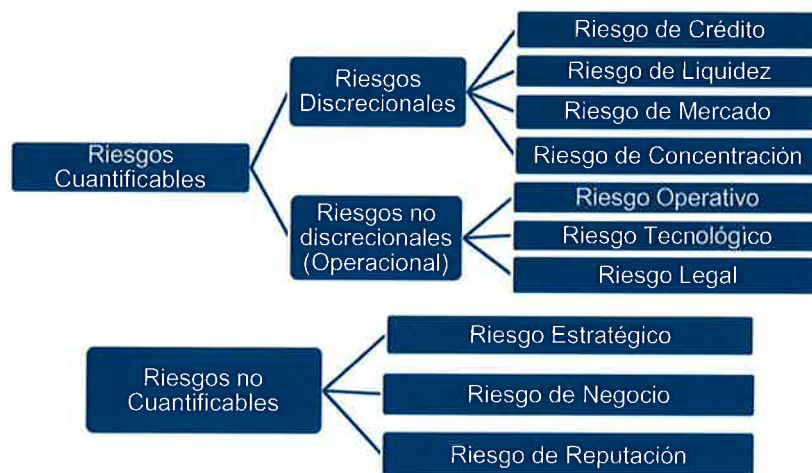 Riesgos
Cuantificables
Riesgos
Discrecionales
Riesgo de Crédito
Riesgo de Liquidez
Riesgo de Mercado
Riesgo de Concentración
Riesgos no
discrecionales
(Operacional)
Riesgo Operativo
Riesgo Tecnológico
Riesgo Legal
Riesgos no
Cuantificables
Riesgo Estratégico
Riesgo de Negocio
Riesgo de Reputación